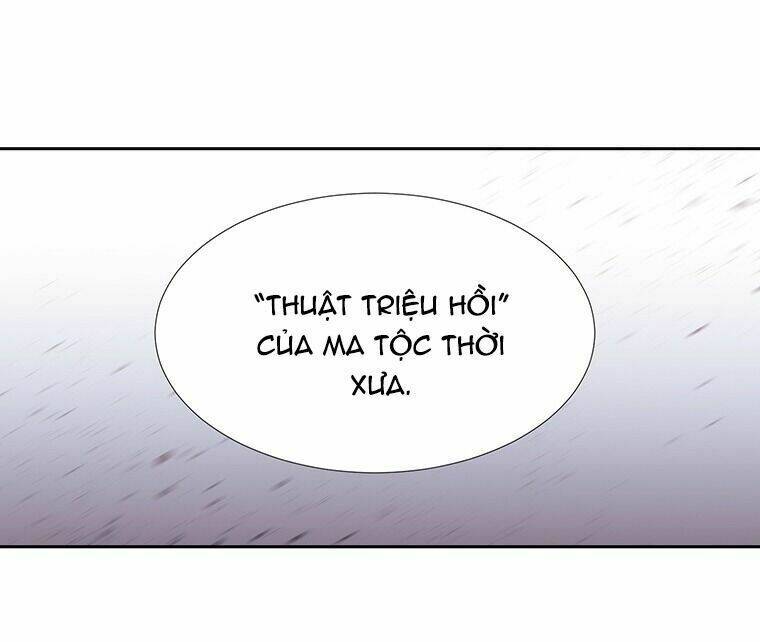 "THUẬT TRIỆU HỒI"
CỦA MA TỘC THỜI
XƯA.